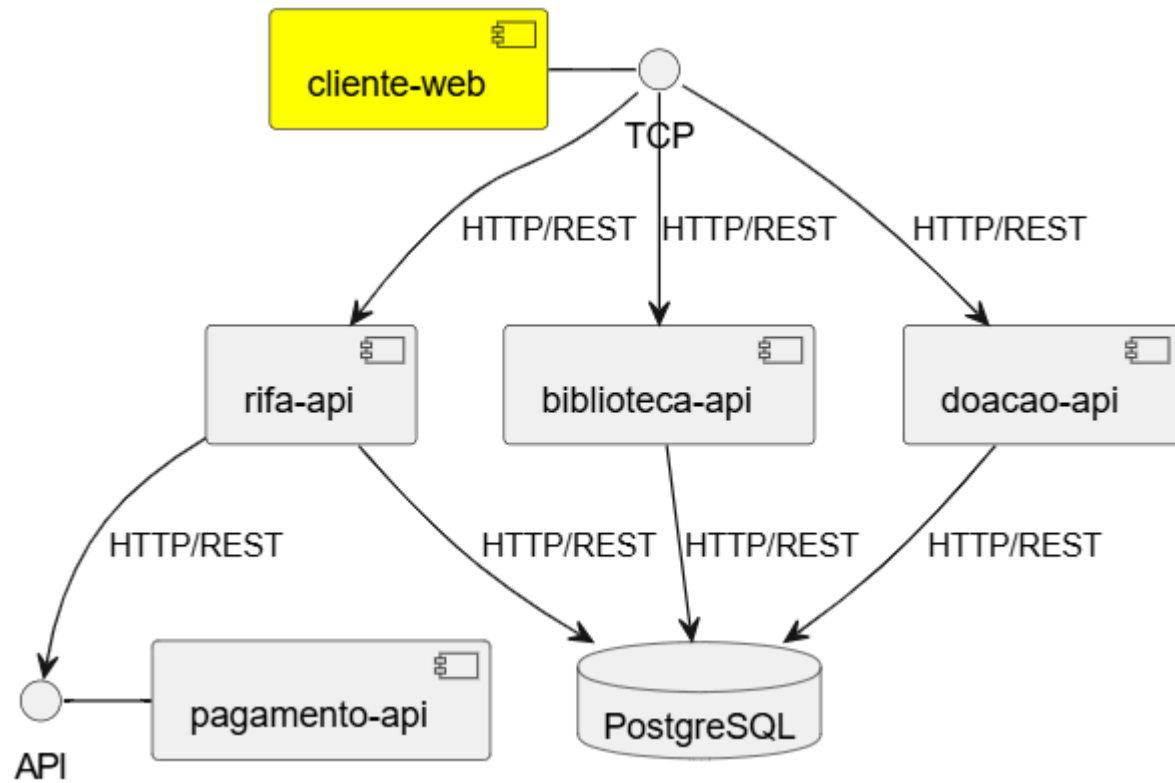 cliente-web
TCP
HTTP/REST
HTTP/REST
HTTP/REST
rifa-api
biblioteca-api
doacao-api
HTTP/REST
HTTP/REST
HTTP/REST
HTTP/REST
pagamento-api
PostgreSQL
API